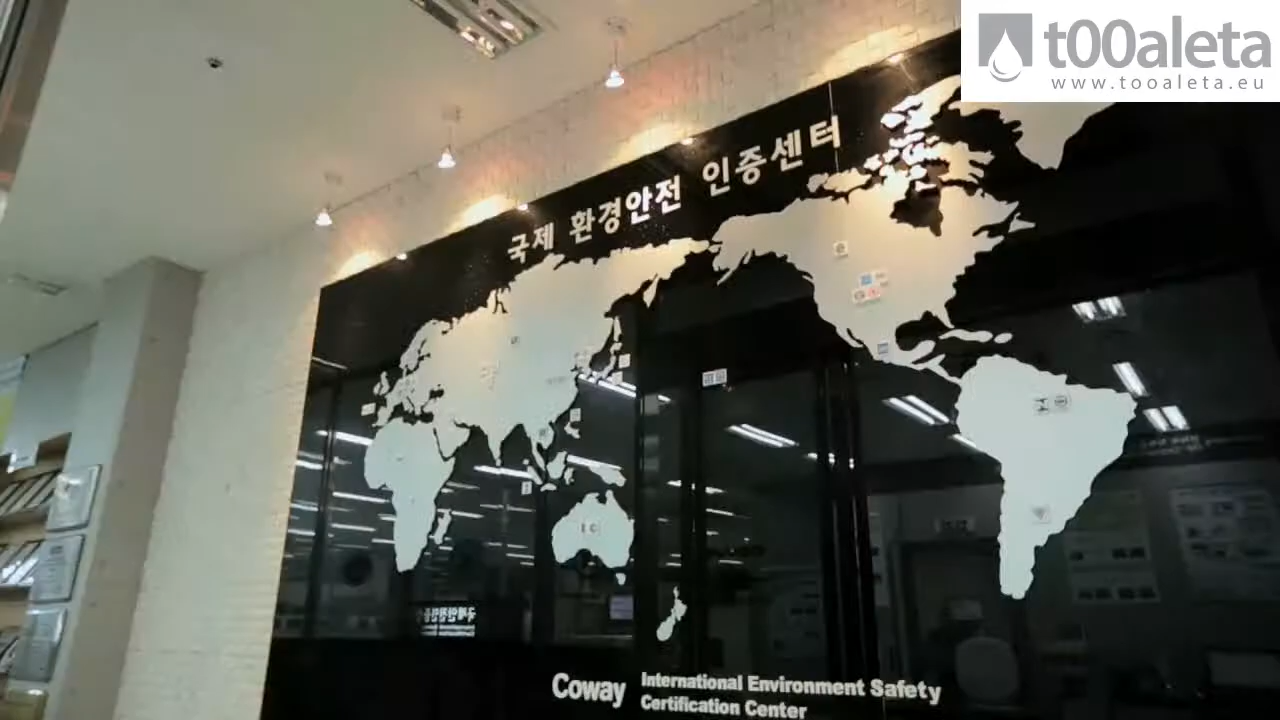 t00aleta
www.tooaleta.eu
국제 환경안전 인증센터
Coway
International Environment Safety
Certification Center